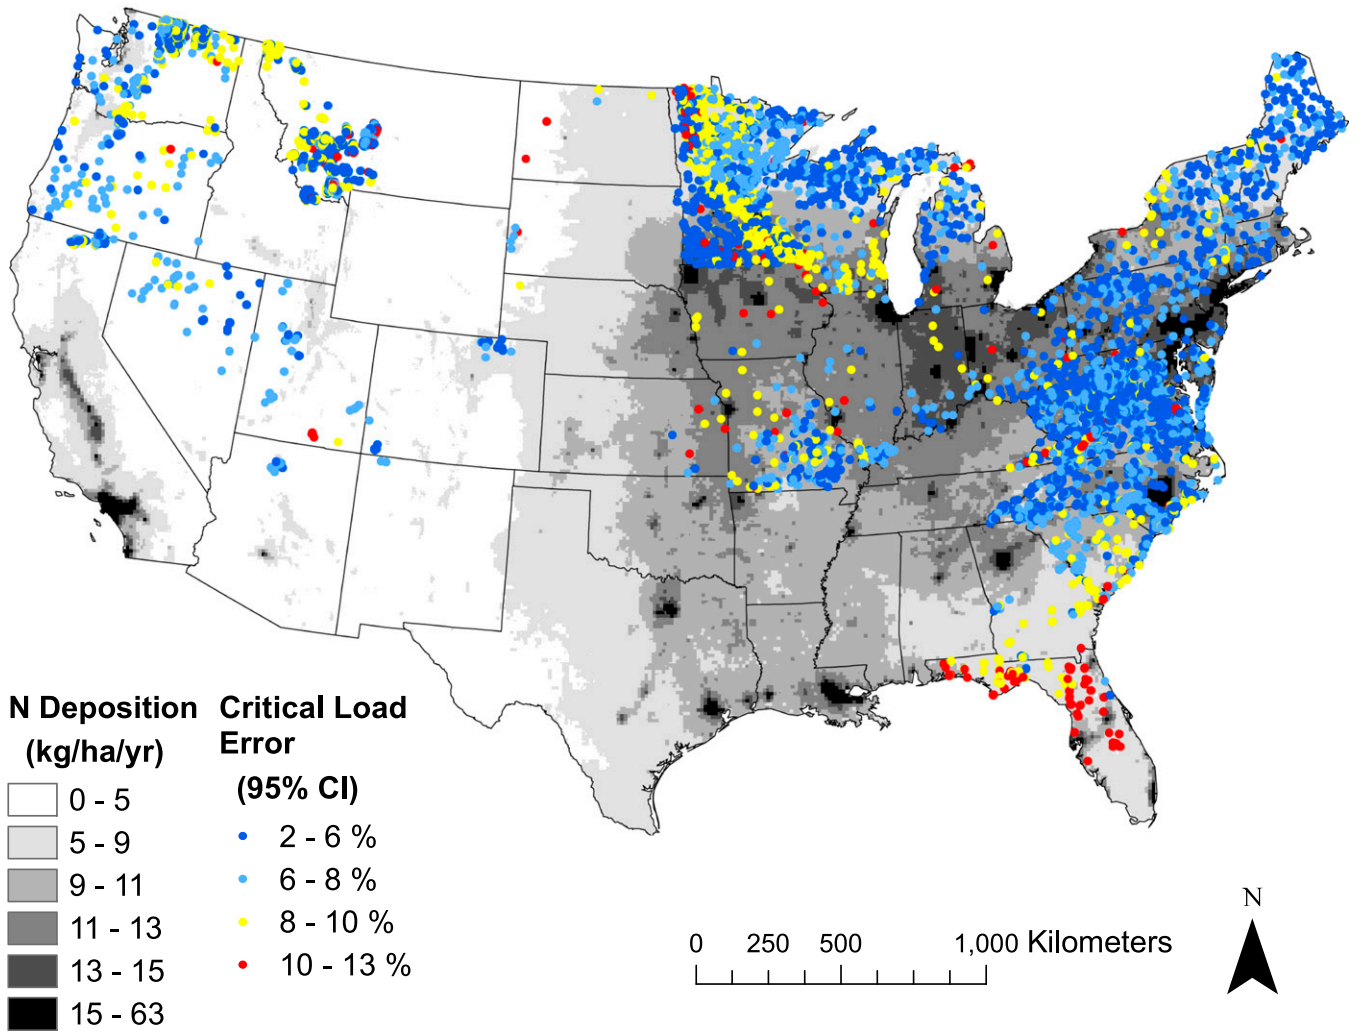 N Deposition
(kg/ha/yr)
0 - 5
5 - 9
9 - 11
11 - 13
13 - 15
15 - 63
Critical Load
Error
(95% CI)
2 - 6 %
6 - 8 %
8 - 10 %
10 - 13 %
0 250 500 1,000 Kilometers
N